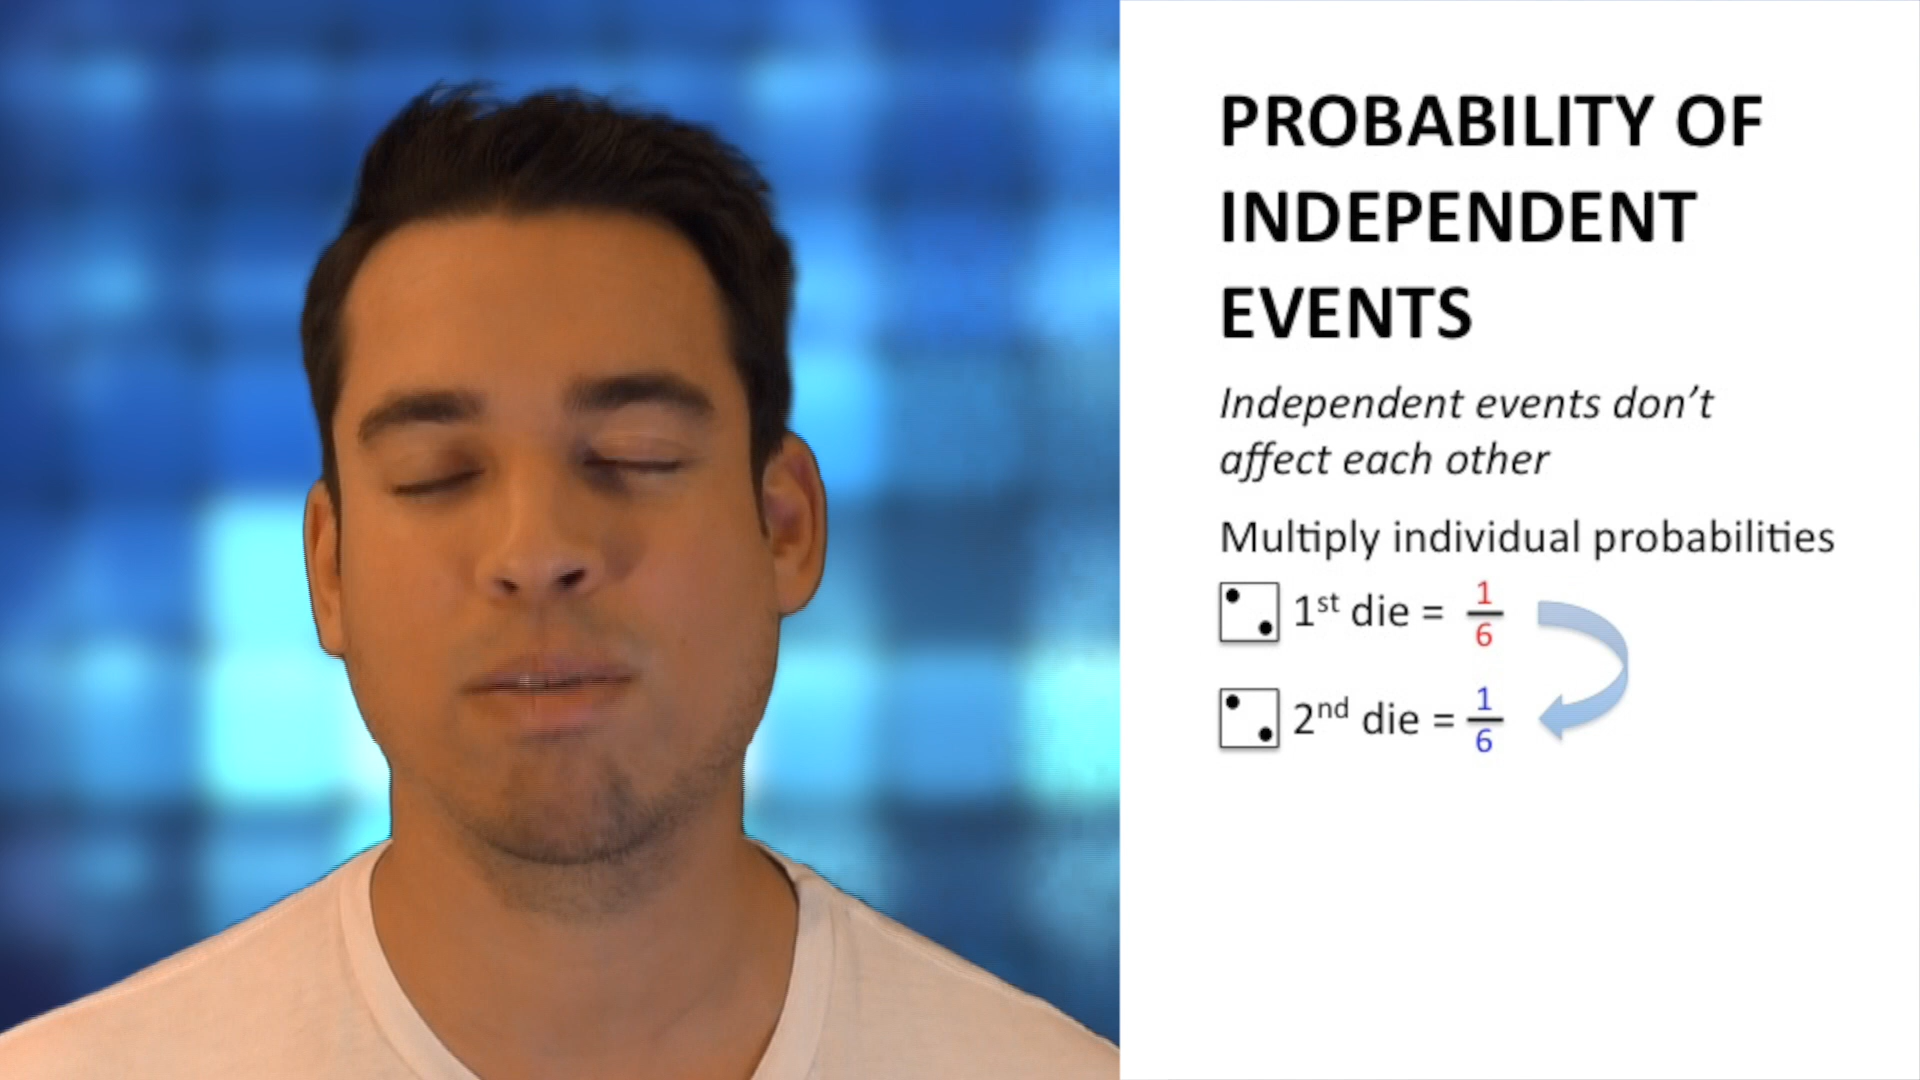 PROBABILITY OF
INDEPENDENT
EVENTS
Independent events don’t
affect each other
Multiply individual probabilities
1st die = 1/6
2nd die = 1/6